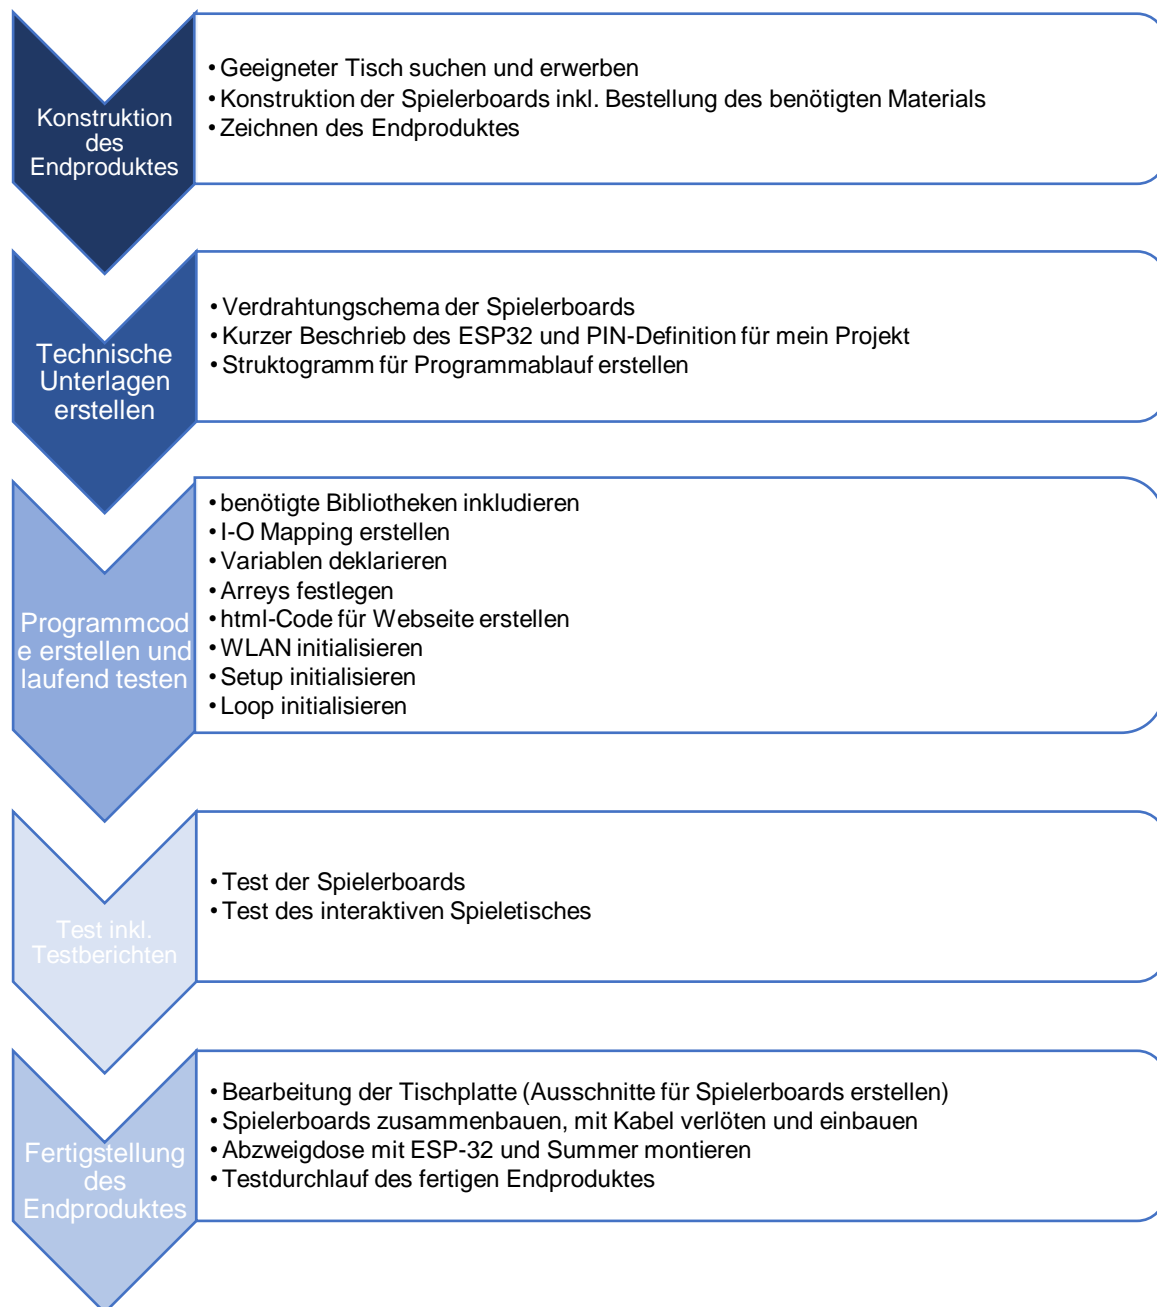 Konstruktion
des
Endproduktes
• Geeigneter Tisch suchen und erwerben
• Konstruktion der Spielerboards inkl. Bestellung des benötigten Materials
• Zeichnen des Endproduktes
Technische
Unterlagen
erstellen
• Verdrahtungschema der Spielerboards
• Kurzer Beschrieb des ESP32 und PIN-Definition für mein Projekt
• Struktogramm für Programmablauf erstellen
Programmcod
e erstellen und
laufend testen
• benötigte Bibliotheken inkludieren
• I-O Mapping erstellen
• Variablen deklarieren
• Arreys festlegen
• html-Code für Webseite erstellen
• WLAN initialisieren
• Setup initialisieren
• Loop initialisieren
Test inkl.
Testberichten
• Test der Spielerboards
• Test des interaktiven Spieletisches
Fertigstellung
des
Endproduktes
• Bearbeitung der Tischplatte (Ausschnitte für Spielerboards erstellen)
• Spielerboards zusammenbauen, mit Kabel verlöten und einbauen
• Abzweigdose mit ESP-32 und Summer montieren
• Testdurchlauf des fertigen Endproduktes